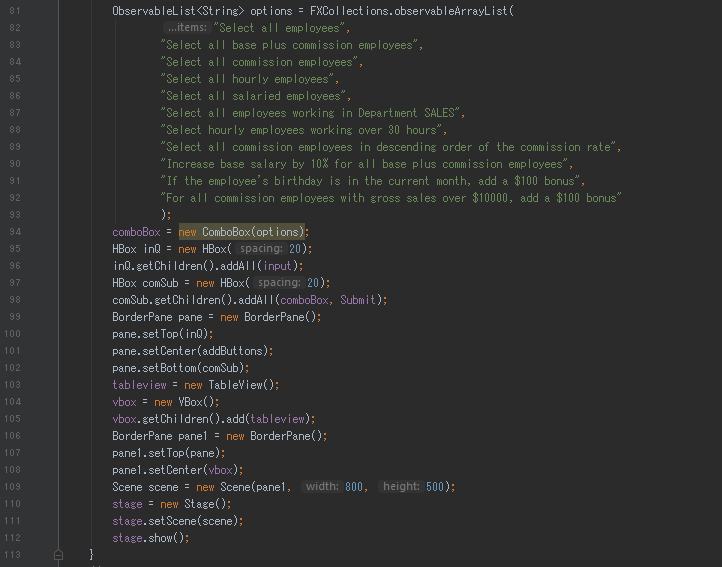 81 ObservableList<String> options = FXCollections.observableArrayList(
82 ...items: "Select all employees",
83 "Select all base plus commission employees",
84 "Select all commission employees",
85 "Select all hourly employees",
86 "Select all salaried employees",
87 "Select all employees working in Department SALES",
88 "Select hourly employees working over 30 hours",
89 "Select all commission employees in descending order of the commission rate",
90 "Increase base salary by 10% for all base plus commission employees",
91 "If the employee's birthday is in the current month, add a $100 bonus",
92 "For all commission employees with gross sales over $10000, add a $100 bonus"
93 );
94 comboBox = new ComboBox(options);
95 HBox inQ = new HBox( spacing: 20);
96 inQ.getChildren().addAll(input);
97 HBox comSub = new HBox( spacing: 20);
98 comSub.getChildren().addAll(comboBox, Submit);
99 BorderPane pane = new BorderPane();
100 pane.setTop(inQ);
101 pane.setCenter(addButtons);
102 pane.setBottom(comSub);
103 tableview = new TableView();
104 vbox = new VBox();
105 vbox.getChildren().add(tableview);
106 BorderPane pane1 = new BorderPane();
107 pane1.setTop(pane);
108 pane1.setCenter(vbox);
109 Scene scene = new Scene(pane1, width: 800, height: 500);
110 stage = new Stage();
111 stage.setScene(scene);
112 stage.show();
113 }